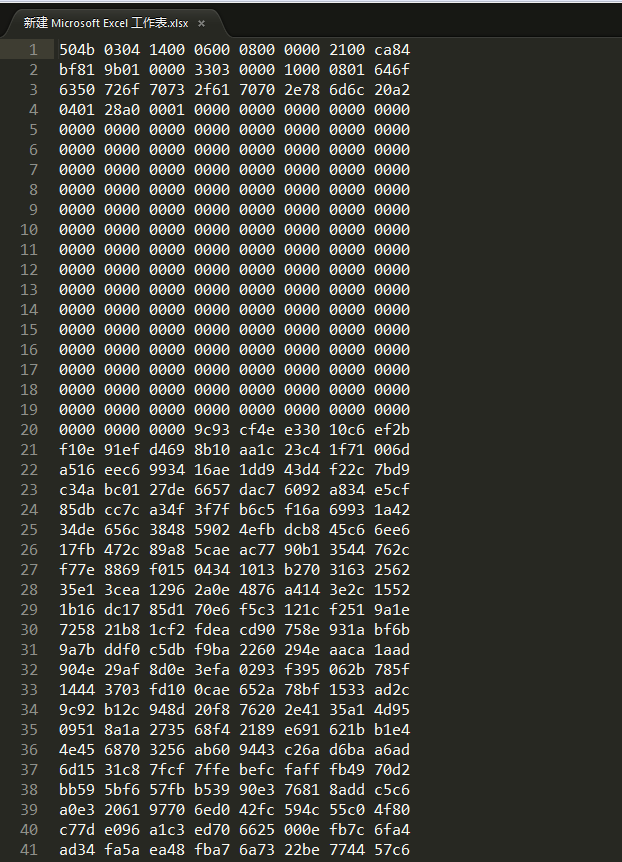 新建 Microsoft Excel 工作表.xlsx ×
1 504b 0304 1400 0600 0800 0000 2100 ca84
2 bf81 9b01 0000 3303 0000 1000 0801 646f
3 6350 726f 7073 2f61 7070 2e78 6d6c 20a2
4 0401 28a0 0001 0000 0000 0000 0000 0000
5 0000 0000 0000 0000 0000 0000 0000 0000
6 0000 0000 0000 0000 0000 0000 0000 0000
7 0000 0000 0000 0000 0000 0000 0000 0000
8 0000 0000 0000 0000 0000 0000 0000 0000
9 0000 0000 0000 0000 0000 0000 0000 0000
10 0000 0000 0000 0000 0000 0000 0000 0000
11 0000 0000 0000 0000 0000 0000 0000 0000
12 0000 0000 0000 0000 0000 0000 0000 0000
13 0000 0000 0000 0000 0000 0000 0000 0000
14 0000 0000 0000 0000 0000 0000 0000 0000
15 0000 0000 0000 0000 0000 0000 0000 0000
16 0000 0000 0000 0000 0000 0000 0000 0000
17 0000 0000 0000 0000 0000 0000 0000 0000
18 0000 0000 0000 0000 0000 0000 0000 0000
19 0000 0000 0000 0000 0000 0000 0000 0000
20 0000 0000 0000 9c93 cf4e e330 10c6 ef2b
21 f10e 91ef d469 8b10 aa1c 23c4 1f71 006d
22 a516 eec6 9934 16ae 1dd9 43d4 f22c 7bd9
23 c34a bc01 27de 6657 dac7 6092 a834 e5cf
24 85db cc7c a34f 3f7f b6c5 f16a 6993 1a42
25 34de 656c 3848 5902 4efb dcb8 45c6 6ee6
26 17fb 472c 89a8 5cae ac77 90b1 3544 762c
27 f77e 8869 f015 0434 1013 b270 3163 2562
28 35e1 3cea 1296 2a0e 4876 a414 3e2c 1552
29 1b16 dc17 85d1 70e6 f5c3 121c f251 9a1e
30 7258 21b8 1cf2 fdea cd90 758e 931a bf6b
31 9a7b ddf0 c5db f9ba 2260 294e aaca 1aad
32 904e 29af 8d0e 3efa 0293 f395 062b 785f
33 1444 3703 fd10 0cae 652a 78bf 1533 ad2c
34 9c92 b12c 948d 20f8 7620 2e41 35a1 4d95
35 0951 8a1a 2735 68f4 2189 e691 621b b1e4
36 4e45 6870 3256 ab60 9443 c26a d6ba a6ad
37 6d15 31c8 7fcf 7ffe befc faff fb49 70d2
38 bb59 5bf6 57fb b539 90e3 7681 8add c5c6
39 a0e3 2061 9770 6ed0 42fc 594c 55c0 4f80
40 c77d e096 a1c3 ed70 6625 000e fb7c 6fa4
41 ad34 fa5a ea48 fba7 6a73 22be 7744 57c6